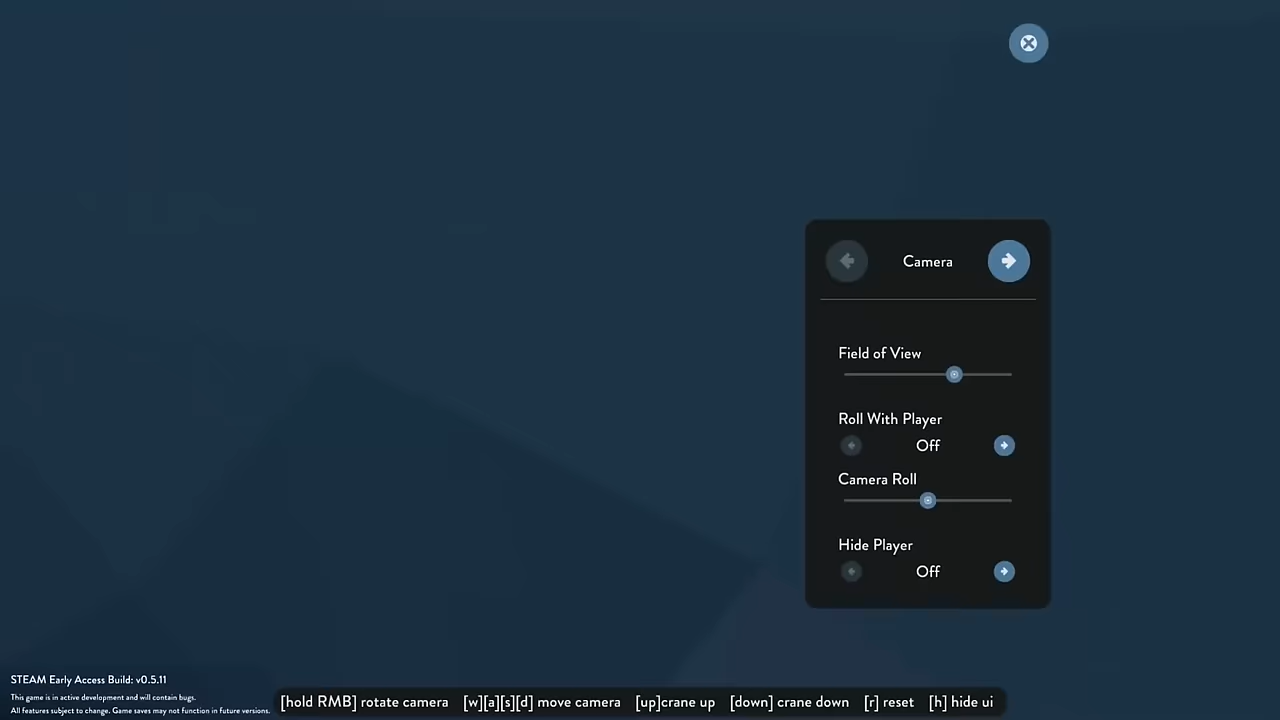 Camera
Field of View
Roll With Player
Off
Camera Roll
Hide Player
Off
STEAM Early Access Build: v0.5.11
This game is in active development and will contain bugs.
All features subject to change. Game saves may not function in future versions.
[hold RMB] rotate camera [w][a][s][d] move camera [up]crane up [down] crane down [r] reset [h] hide ui